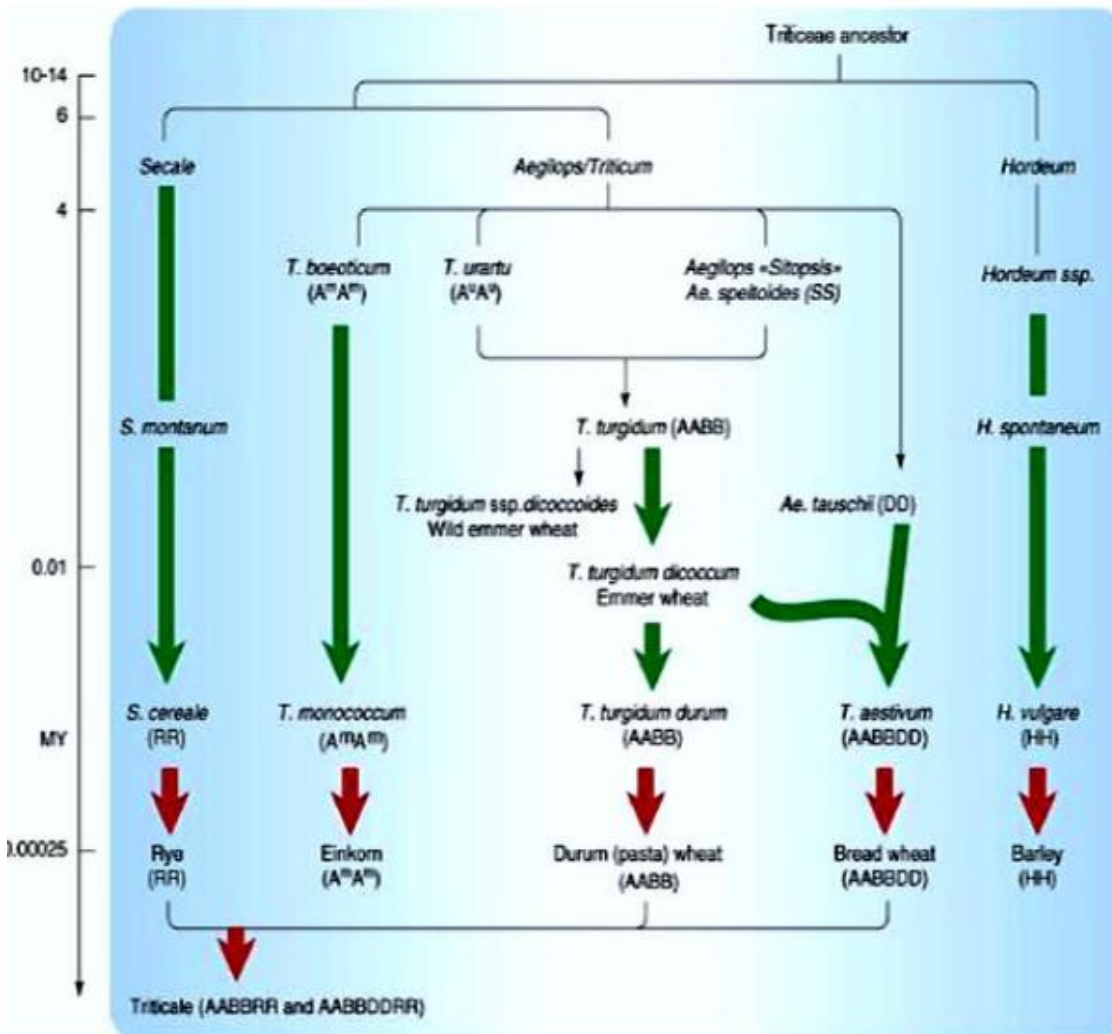 Triticeae ancestor
10-14
6
Secale
Aegilops/Triticum
Hordeum
4
T. boeoticum
(AᵐAᵐ)
T. urartu
(AᵘAᵘ)
Aegilops «Sitopsis»
Ae. speltoides (SS)
Hordeum ssp.
S. montanum
T. turgidum (AABB)
H. spontaneum
T. turgidum ssp.dicoccoides
Wild emmer wheat
Ae. tauschii (DD)
0.01
T. turgidum dicoccum
Emmer wheat
MY
S. cereale
(RR)
T. monococcum
(AᵐAᵐ)
T. turgidum durum
(AABB)
T. aestivum
(AABBDD)
H. vulgare
(HH)
0.00025
Rye
(RR)
Einkorn
(AᵐAᵐ)
Durum (pasta) wheat
(AABB)
Bread wheat
(AABBDD)
Barley
(HH)
Triticale (AABBRR and AABBDDRR)